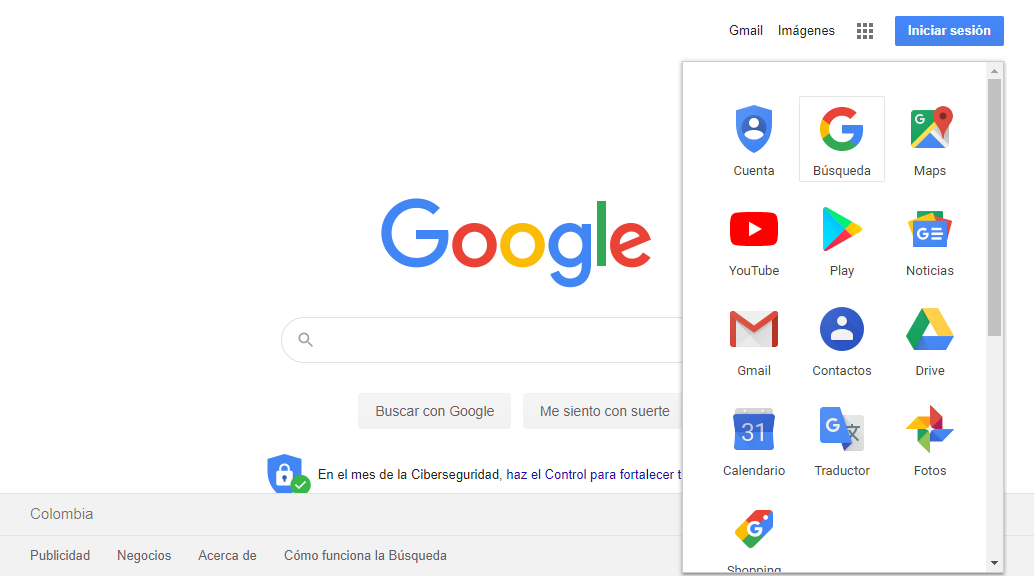 Gmail Imágenes Iniciar sesión
Cuenta Búsqueda Maps
YouTube Play Noticias
Gmail Contactos Drive
31
Calendario Traductor Fotos
Shopping
Google
Buscar con Google Me siento con suerte
En el mes de la Ciberseguridad, haz el Control para fortalecer
Colombia
Publicidad Negocios Acerca de Cómo funciona la Búsqueda